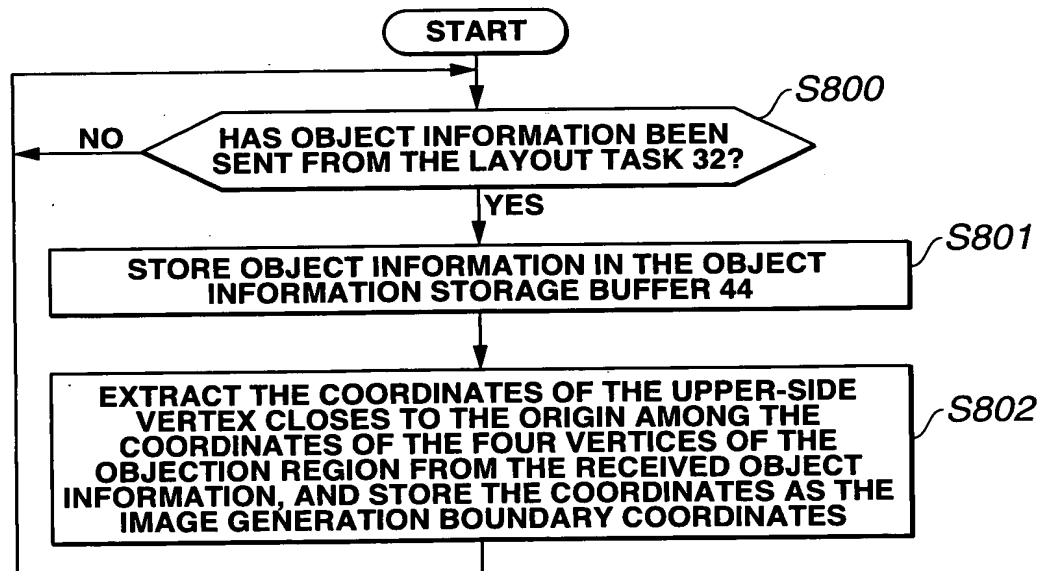 START
S800
NO
HAS OBJECT INFORMATION BEEN
SENT FROM THE LAYOUT TASK 32?
YES
S801
STORE OBJECT INFORMATION IN THE OBJECT
INFORMATION STORAGE BUFFER 44
EXTRACT THE COORDINATES OF THE UPPER-SIDE
VERTEX CLOSES TO THE ORIGIN AMONG THE
COORDINATES OF THE FOUR VERTICES OF THE
OBJECTION REGION FROM THE RECEIVED OBJECT
INFORMATION, AND STORE THE COORDINATES AS THE
IMAGE GENERATION BOUNDARY COORDINATES
S802